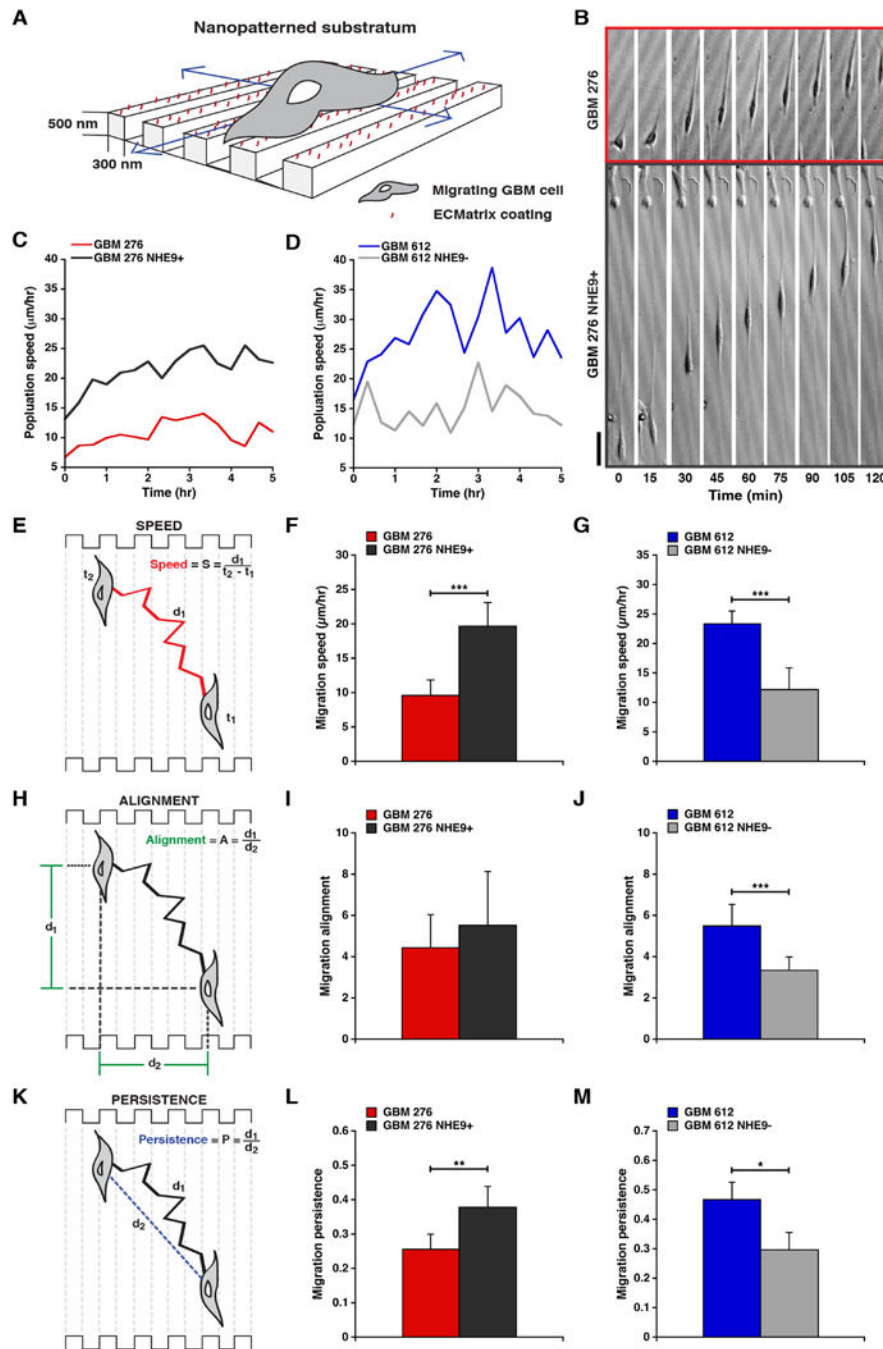 A
Nanopatterned substratum
500 nm
300 nm
Migrating GBM cell
ECMatrix coating
B
GBM 276
GBM 276 NHE9+
0 15 30 45 60 75 90 105 120
Time (min)
C
GBM 276
GBM 276 NHE9+
Popluation speed (μm/hr)
40
35
30
25
20
15
10
5
0 1 2 3 4 5
Time (hr)
D
GBM 612
GBM 612 NHE9-
Popluation speed (μm/hr)
40
35
30
25
20
15
10
5
0 1 2 3 4 5
Time (hr)
E
SPEED
Speed = S = d1 / t2 - t1
t2
d1
t1
F
GBM 276
GBM 276 NHE9+
Migration speed (μm/hr)
35
30
25
20
15
10
5
0
***
G
GBM 612
GBM 612 NHE9-
Migration speed (μm/hr)
35
30
25
20
15
10
5
0
***
H
ALIGNMENT
Alignment = A = d1 / d2
d1
d2
I
GBM 276
GBM 276 NHE9+
Migration alignment
10
8
6
4
2
0
J
GBM 612
GBM 612 NHE9-
Migration alignment
10
8
6
4
2
0
***
K
PERSISTENCE
Persistence = P = d1 / d2
d1
d2
L
GBM 276
GBM 276 NHE9+
Migration persistence
0.6
0.5
0.4
0.3
0.2
0.1
0
**
M
GBM 612
GBM 612 NHE9-
Migration persistence
0.6
0.5
0.4
0.3
0.2
0.1
0
*